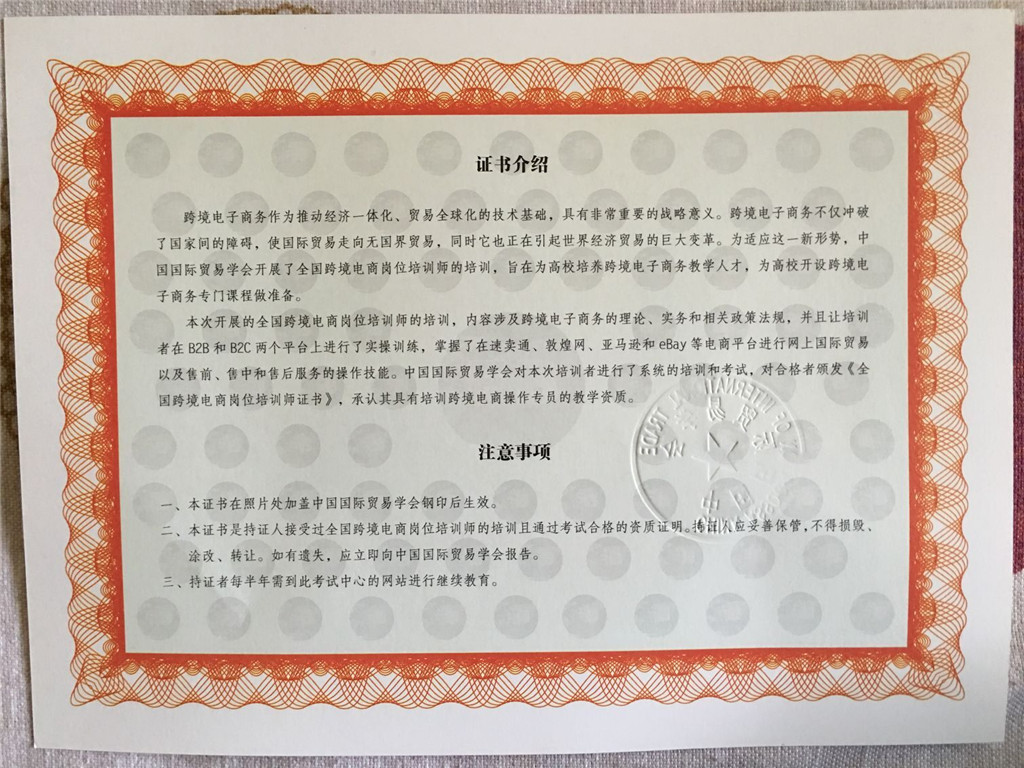 证书介绍
跨境电子商务作为推动经济一体化、贸易全球化的技术基础，具有非常重要的战略意义。跨境电子商务不仅冲破
了国家间的障碍，使国际贸易走向无国界贸易，同时它也正在引起世界经济贸易的巨大变革。为适应这一新形势，中
国国际贸易学会开展了全国跨境电商岗位培训师的培训，旨在为高校培养跨境电子商务教学人才，为高校开设跨境电
子商务专门课程做准备。
本次开展的全国跨境电商岗位培训师的培训，内容涉及跨境电子商务的理论、实务和相关政策法规，并且让培训
者在 B2B 和 B2C 两个平台上进行了实操训练，掌握了在速卖通、敦煌网、亚马逊和 eBay 等电商平台进行网上国际贸易
以及售前、售中和售后服务的操作技能。中国国际贸易学会对本次培训者进行了系统的培训和考试，对合格者颁发《全
国跨境电商岗位培训师证书》，承认其具有培训跨境电商操作专员的教学资质。
注意事项
一、本证书在照片处加盖中国国际贸易学会钢印后生效。
二、本证书是持证人接受过全国跨境电商岗位培训师的培训且通过考试合格的资质证明。持证人应妥善保管，不得损毁、
涂改、转让。如有遗失，应立即向中国国际贸易学会报告。
三、持证者每半年需到此考试中心的网站进行继续教育。